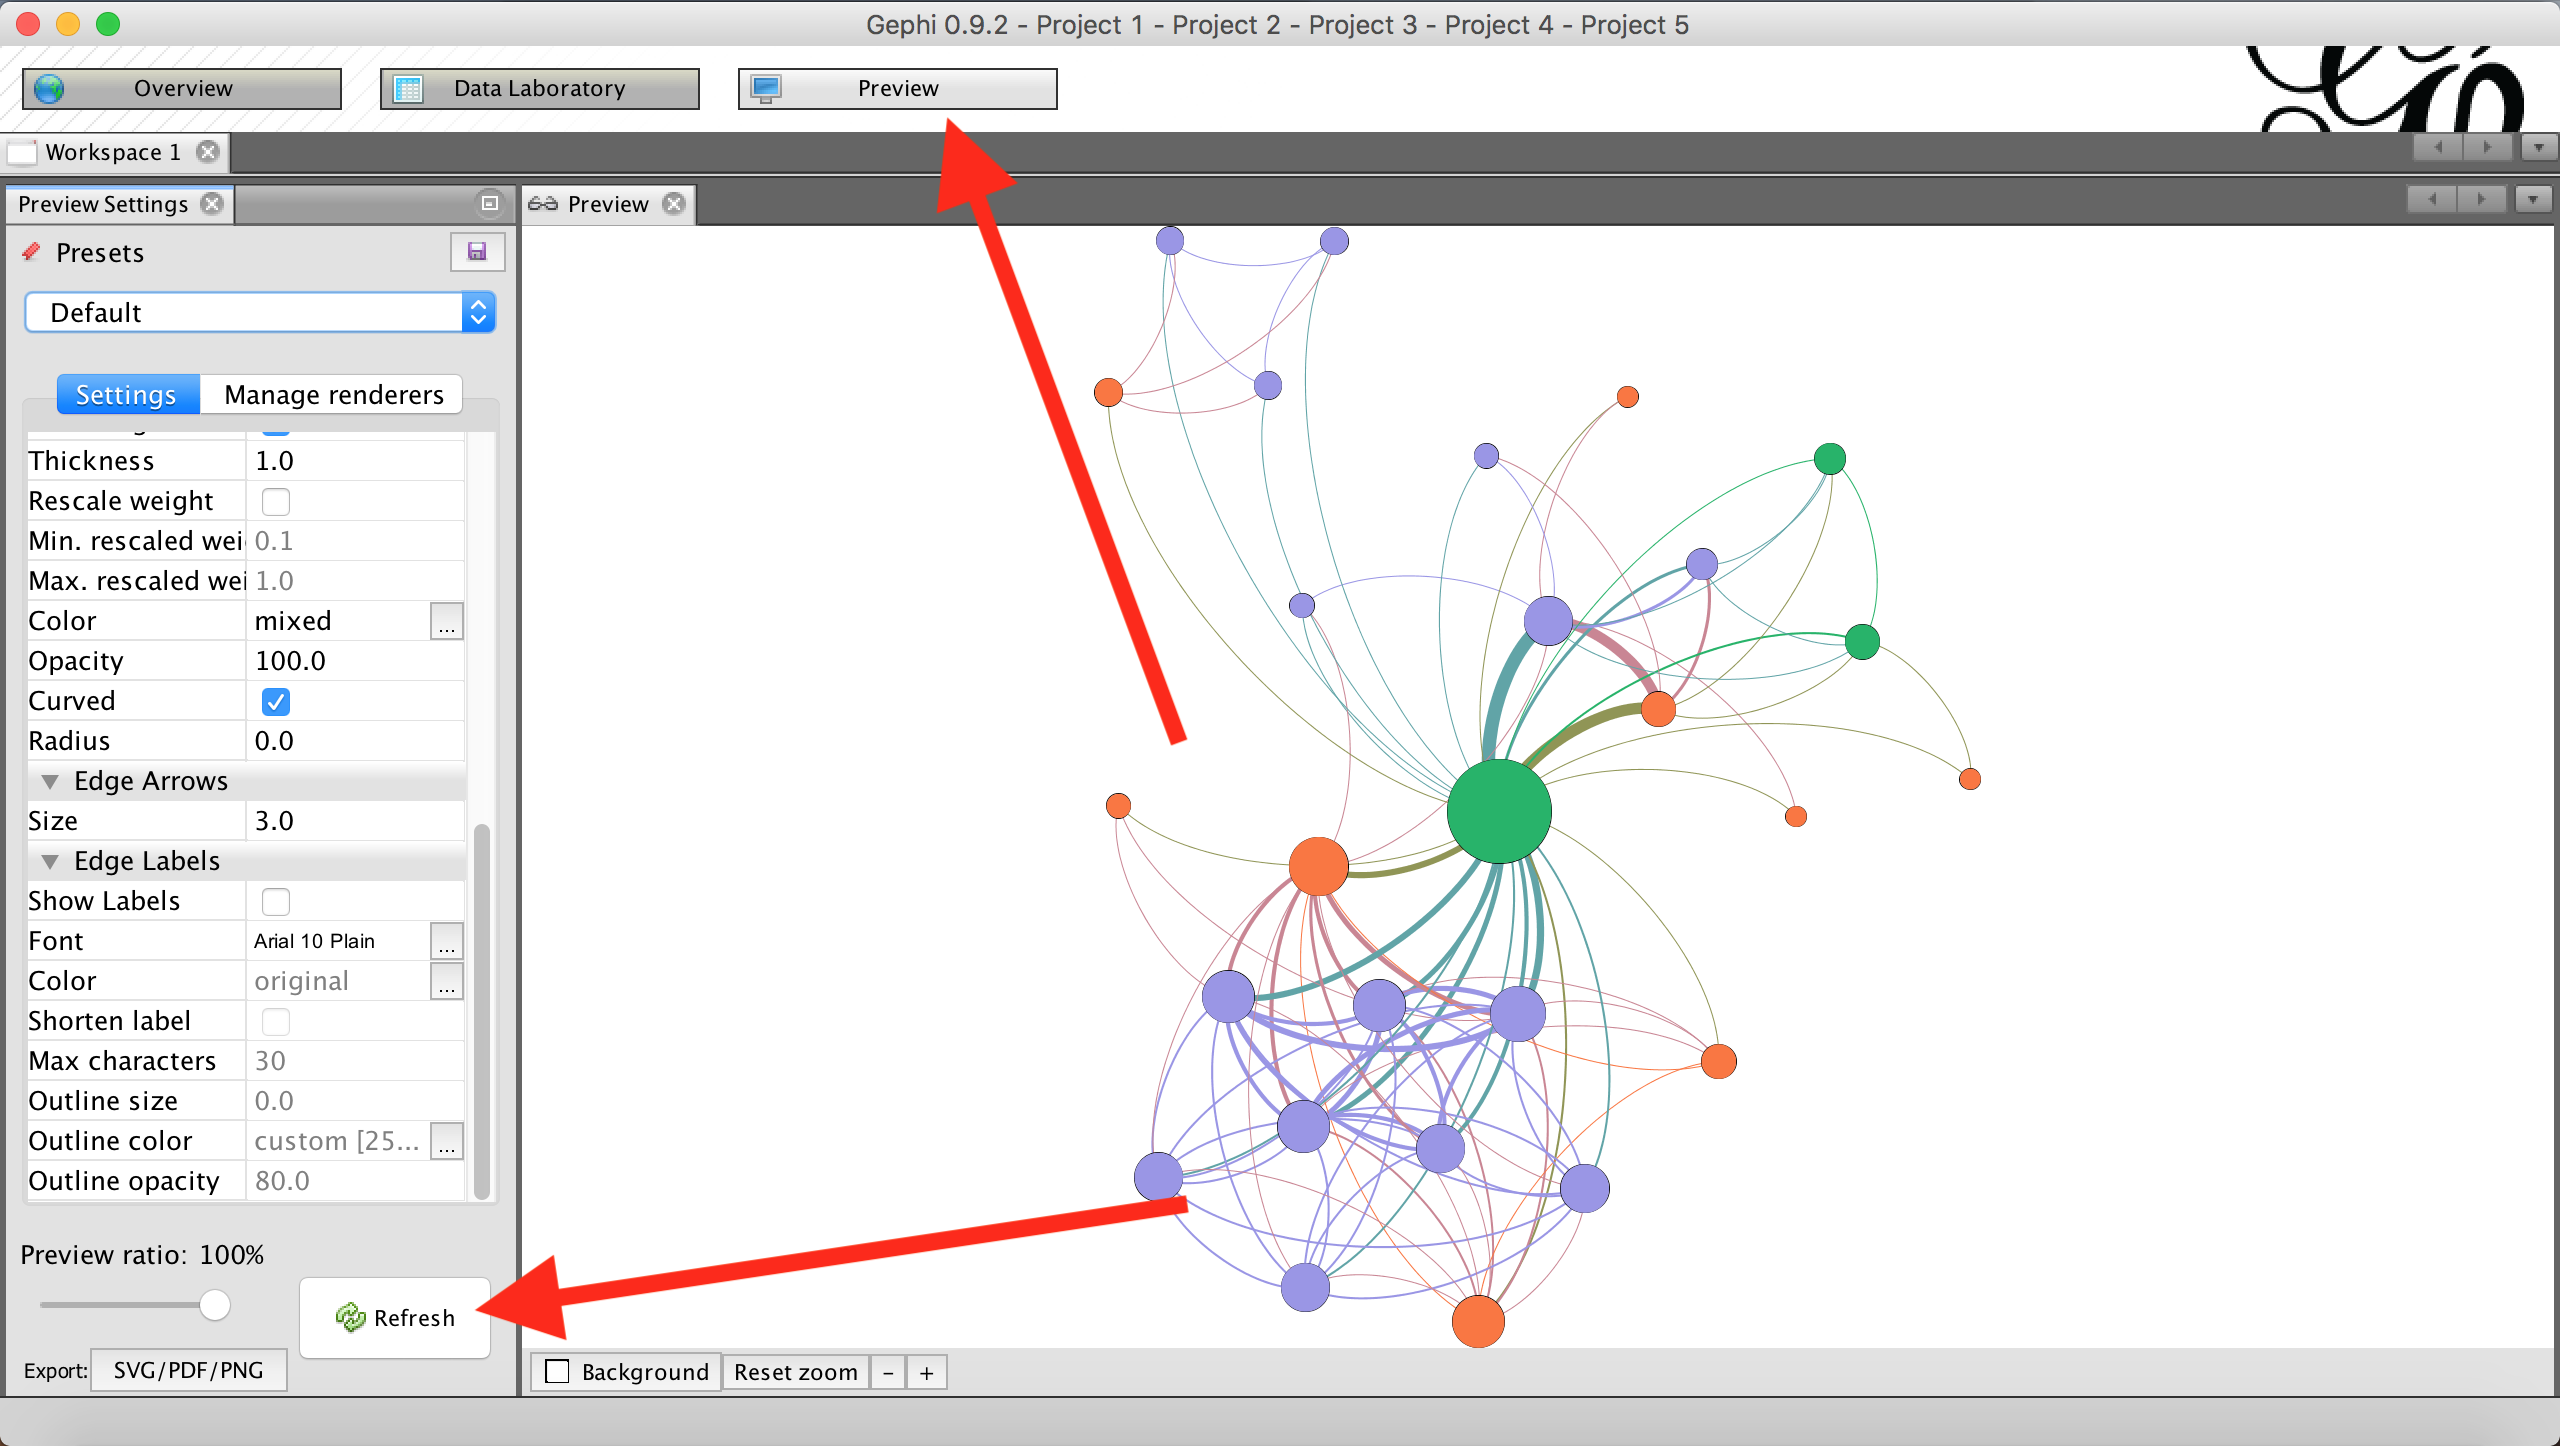 Gephi 0.9.2 - Project 1 - Project 2 - Project 3 - Project 4 - Project 5
Overview
Data Laboratory
Preview
Workspace 1
Preview Settings
Preview
Presets
Default
Settings
Manage renderers
Thickness 1.0
Rescale weight
Min. rescaled wei 0.1
Max. rescaled wei 1.0
Color mixed ...
Opacity 100.0
Curved
Radius 0.0
Edge Arrows
Size 3.0
Edge Labels
Show Labels
Font Arial 10 Plain ...
Color original ...
Shorten label
Max characters 30
Outline size 0.0
Outline color custom [25... ...
Outline opacity 80.0
Preview ratio: 100%
Refresh
Export: SVG/PDF/PNG
Background
Reset zoom
-
+